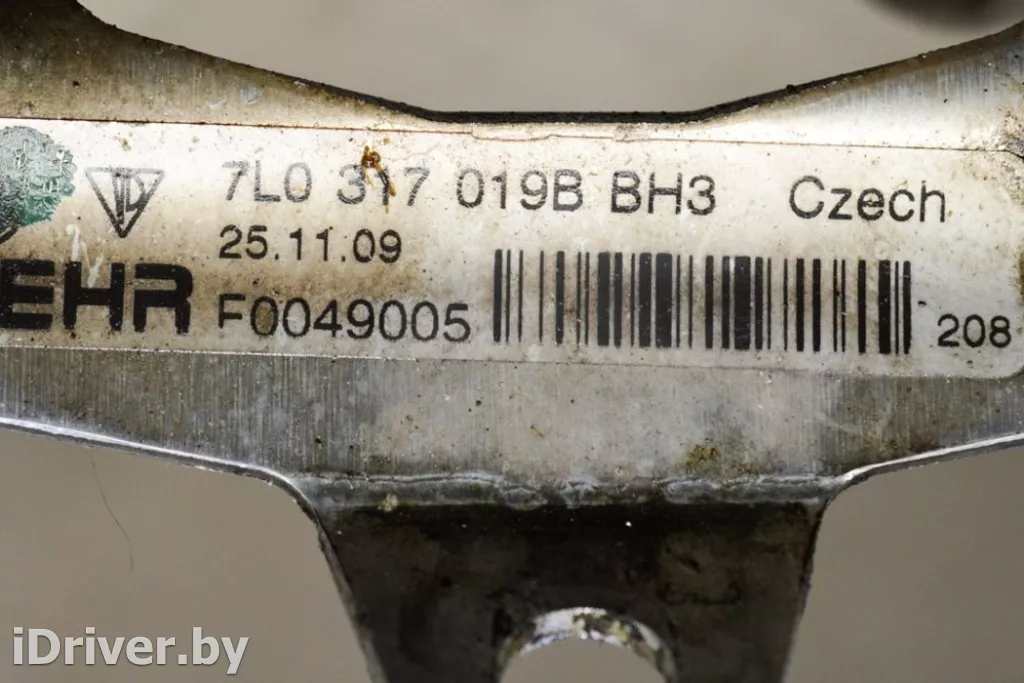 7L0 317 019B BH3 Czech
25.11.09
EHR F0049005 208
iDriver.by